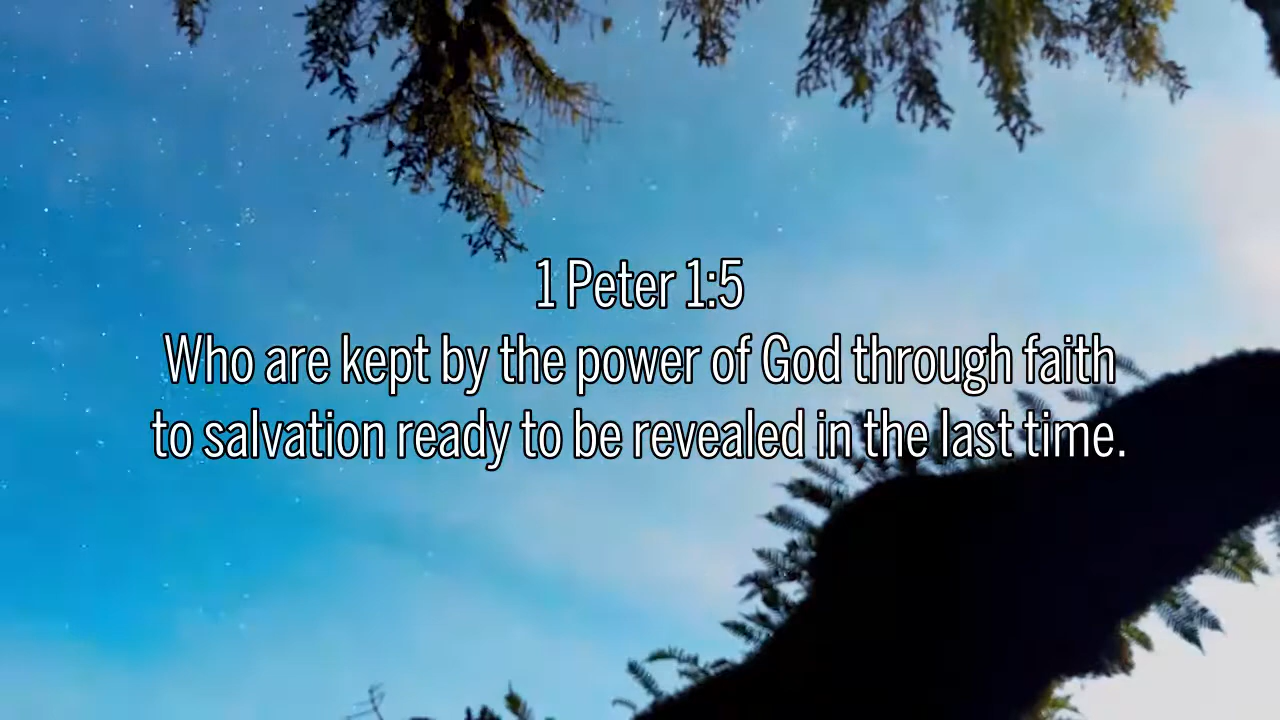 1 Peter 1:5
Who are kept by the power of God through faith
to salvation ready to be revealed in the last time.